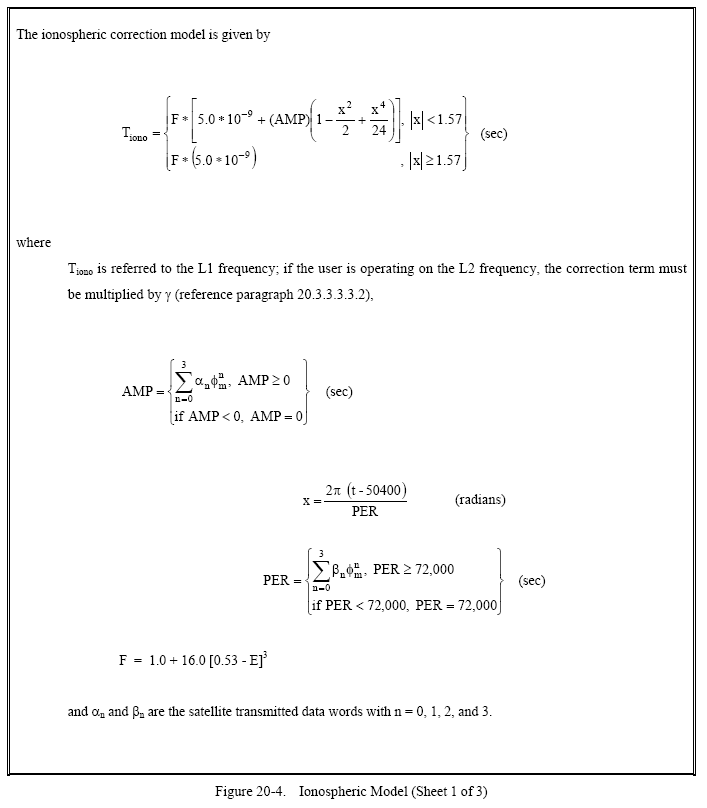 The ionospheric correction model is given by
T_iono = { F * [ 5.0 * 10^-9 + (AMP) ( 1 - x^2/2 + x^4/24 ) ], |x| < 1.57
F * (5.0 * 10^-9) , |x| ≥ 1.57 } (sec)
where
T_iono is referred to the L1 frequency; if the user is operating on the L2 frequency, the correction term must
be multiplied by γ (reference paragraph 20.3.3.3.3.2),
AMP = { Σ_{n=0}^{3} α_n ϕ_m^n, AMP ≥ 0
if AMP < 0, AMP = 0 } (sec)
x = 2π (t - 50400) / PER (radians)
PER = { Σ_{n=0}^{3} β_n ϕ_m^n, PER ≥ 72,000
if PER < 72,000, PER = 72,000 } (sec)
F = 1.0 + 16.0 [0.53 - E]^3
and α_n and β_n are the satellite transmitted data words with n = 0, 1, 2, and 3.
Figure 20-4. Ionospheric Model (Sheet 1 of 3)